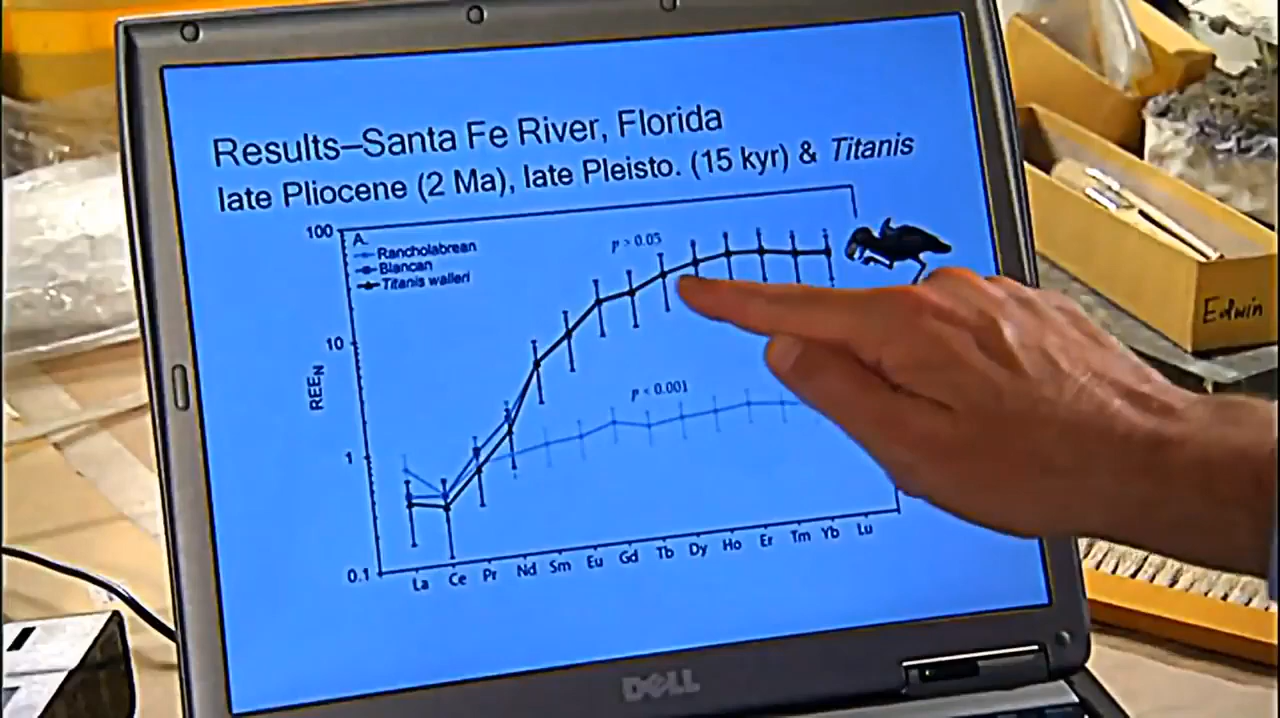 Results–Santa Fe River, Florida
late Pliocene (2 Ma), late Pleisto. (15 kyr) & Titanis
100
A.
Rancholabrean
Blancan
Titanis walleri
p > 0.05
10
REEN
p < 0.001
1
0.1
La Ce Pr Nd Sm Eu Gd Tb Dy Ho Er Tm Yb Lu
DELL
Edwin